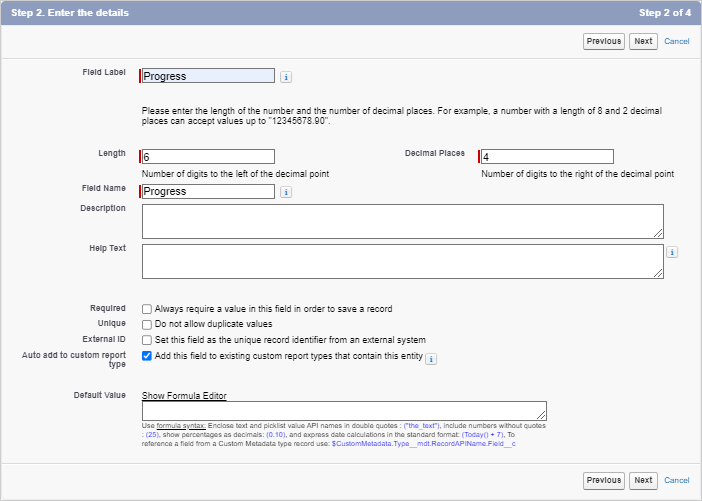 Step 2. Enter the details
Step 2 of 4
Previous
Next
Cancel
Field Label
Progress
i
Please enter the length of the number and the number of decimal places. For example, a number with a length of 8 and 2 decimal
places can accept values up to "12345678.90".
Length
6
Decimal Places
4
Number of digits to the left of the decimal point
Number of digits to the right of the decimal point
Field Name
Progress
i
Description
Help Text
i
Required
Always require a value in this field in order to save a record
Unique
Do not allow duplicate values
External ID
Set this field as the unique record identifier from an external system
Auto add to custom report
type
Add this field to existing custom report types that contain this entity
i
Default Value
Show Formula Editor
Use formula syntax: Enclose text and picklist value API names in double quotes : ("the_text"), include numbers without quotes
: (25), show percentages as decimals: (0.10), and express date calculations in the standard format: (Today() + 7), To
reference a field from a Custom Metadata type record use: $CustomMetadata.Type__mdt.RecordAPIName.Field__c
Previous
Next
Cancel